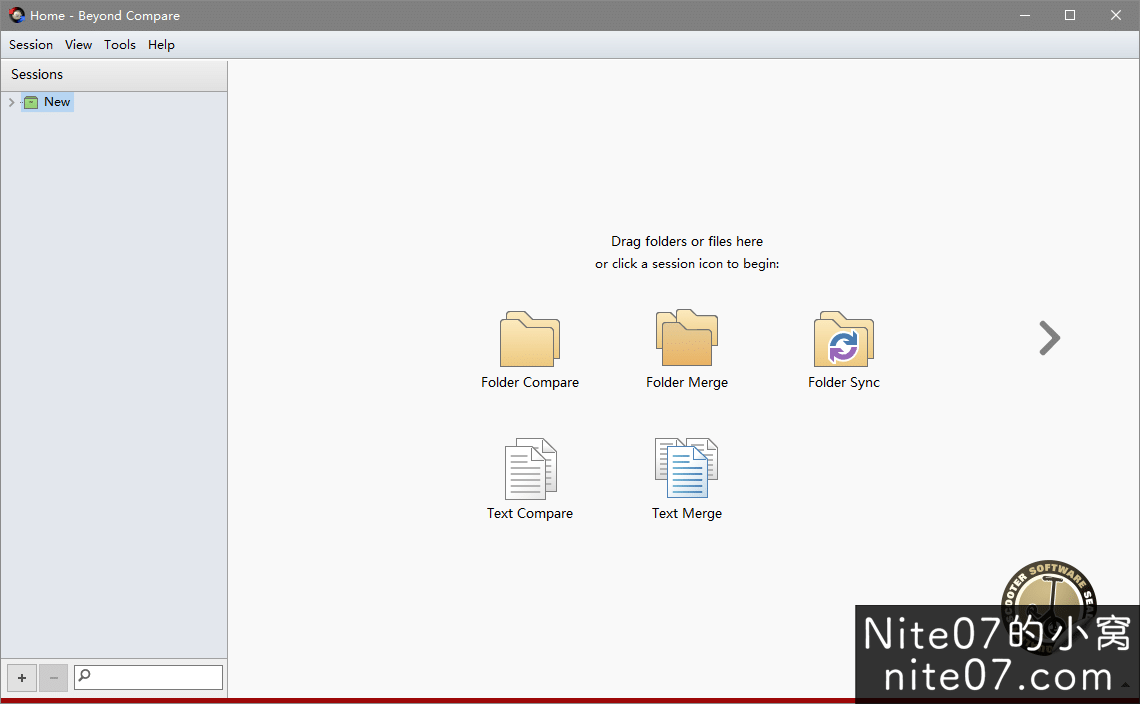 Home - Beyond Compare
Session View Tools Help
Sessions
New
Drag folders or files here
or click a session icon to begin:
Folder Compare
Folder Merge
Folder Sync
Text Compare
Text Merge
SCOOTER SOFTWARE
Nite07的小窝
nite07.com